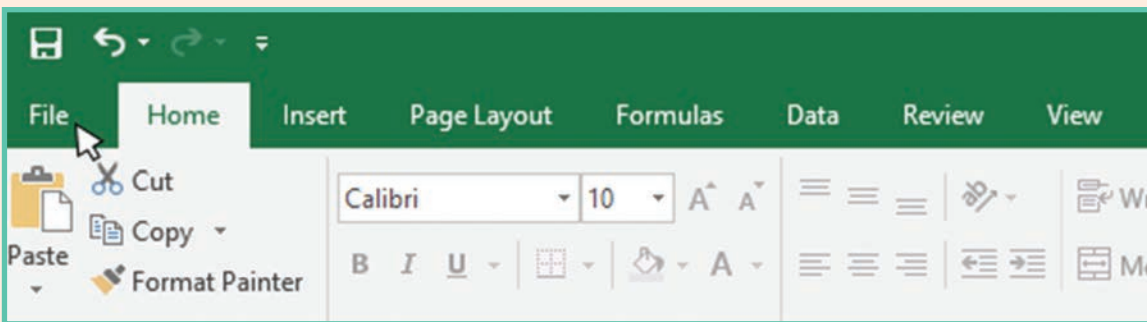 File Home Insert Page Layout Formulas Data Review View
Cut
Calibri 10
Copy
Paste
B I U A
Format Painter